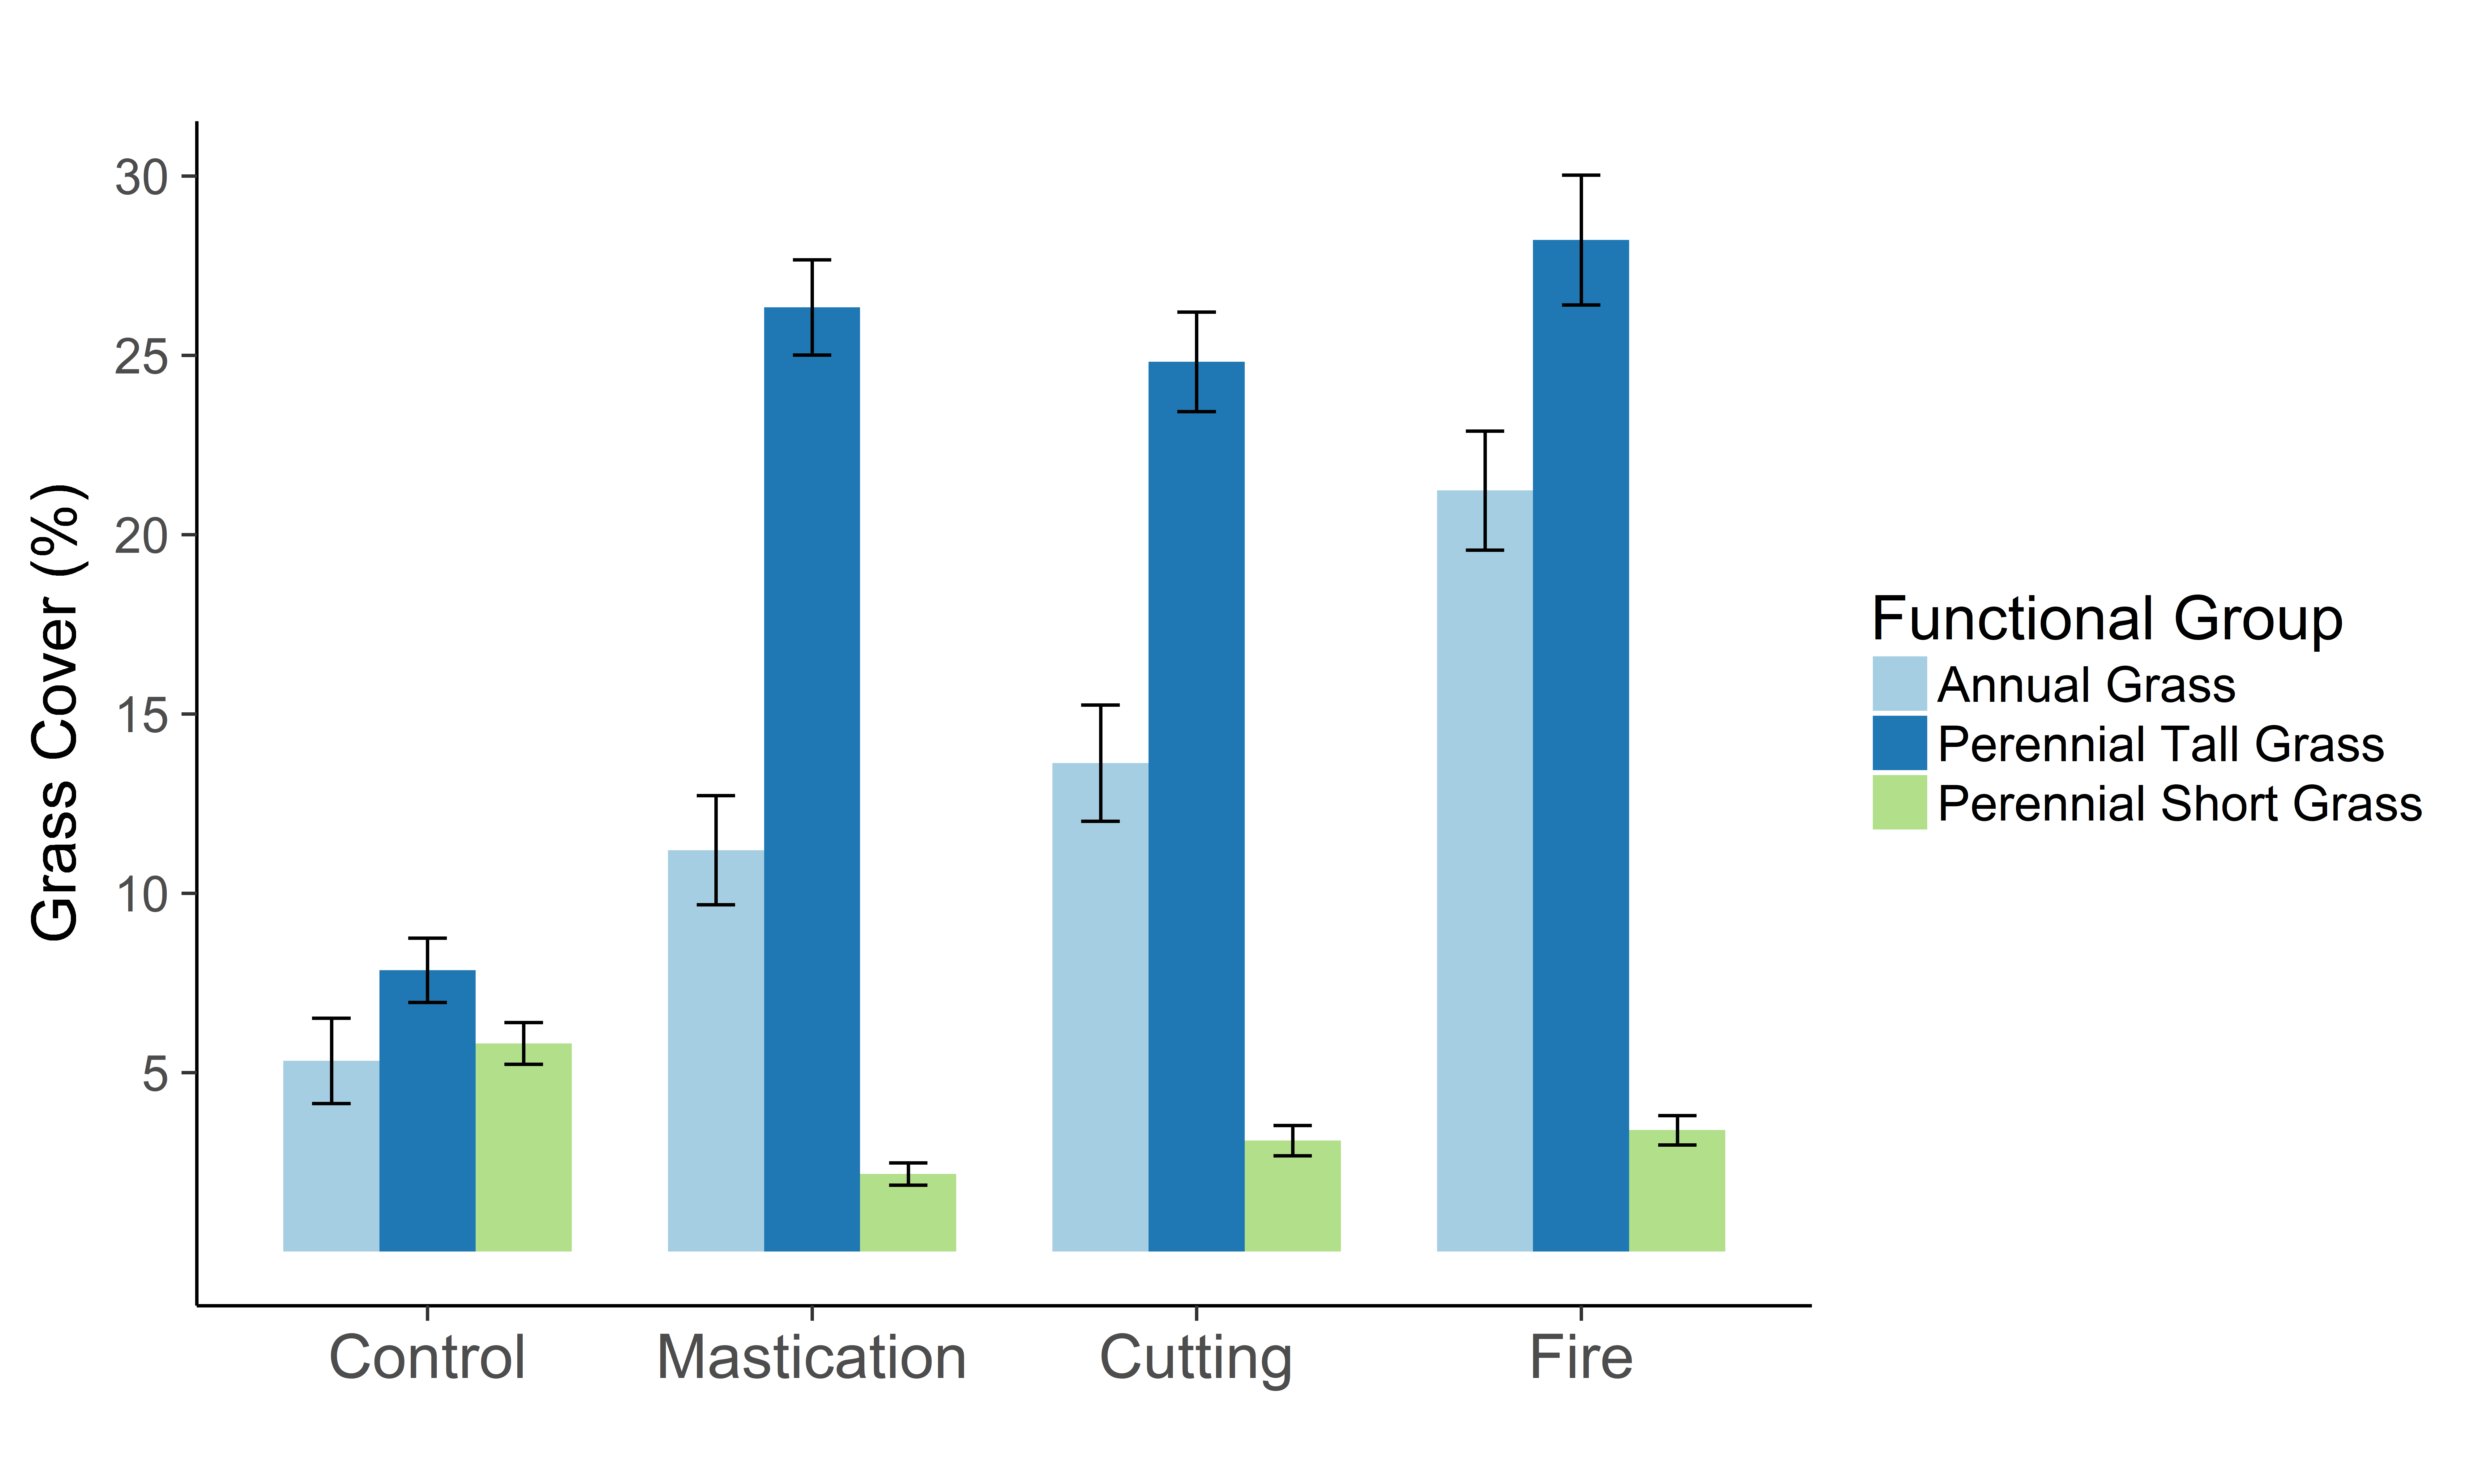 Grass Cover (%)
30
25
20
15
10
5
Control
Mastication
Cutting
Fire
Functional Group
Annual Grass
Perennial Tall Grass
Perennial Short Grass